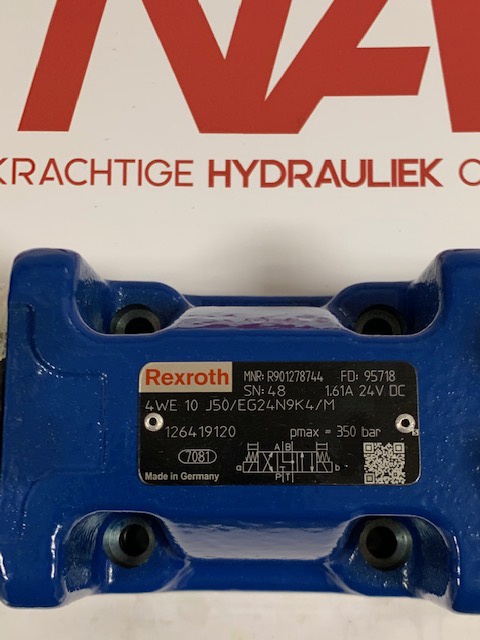 NA
KRACHTIGE HYDRAULIEK O
Rexroth MNR: R901278744 FD: 95718
SN: 48 1.61A 24V DC
4WE 10 J50/EG24N9K4/M
126419120 pmax = 350 bar
7081
A B
a b
P T
Made in Germany